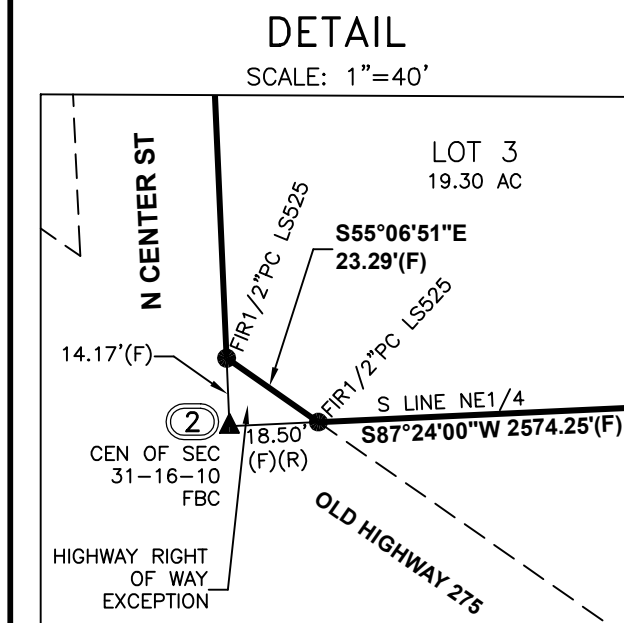 DETAIL
SCALE: 1"=40'
N CENTER ST
LOT 3
19.30 AC
FIR1/2"PC LS525
S55°06'51"E
23.29'(F)
FIR1/2"PC LS525
14.17'(F)
S LINE NE1/4
S87°24'00"W 2574.25'(F)
2
18.50'
(F)(R)
CEN OF SEC
31-16-10
FBC
OLD HIGHWAY 275
HIGHWAY RIGHT
OF WAY
EXCEPTION